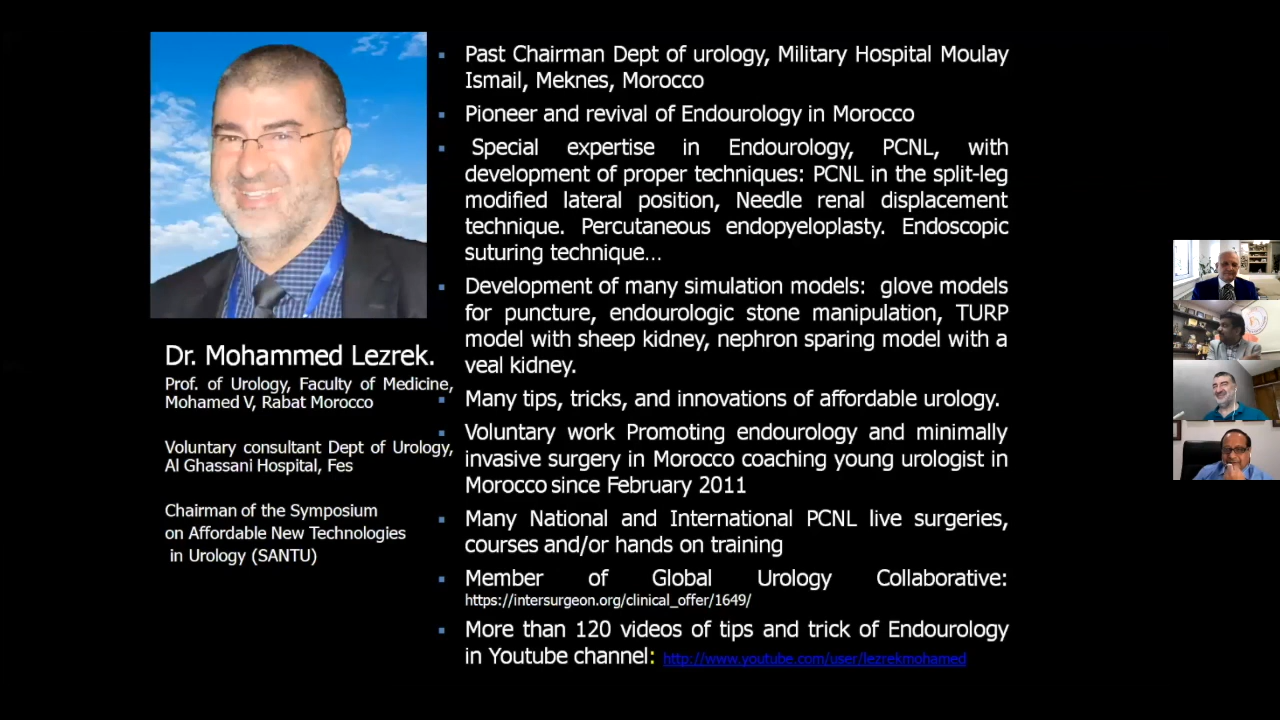 Dr. Mohammed Lezrek.
Prof. of Urology, Faculty of Medicine,
Mohamed V, Rabat Morocco
Voluntary consultant Dept of Urology,
Al Ghassani Hospital, Fes
Chairman of the Symposium
on Affordable New Technologies
in Urology (SANTU)
Past Chairman Dept of urology, Military Hospital Moulay
Ismail, Meknes, Morocco
Pioneer and revival of Endourology in Morocco
Special expertise in Endourology, PCNL, with
development of proper techniques: PCNL in the split-leg
modified lateral position, Needle renal displacement
technique. Percutaneous endopyeloplasty. Endoscopic
suturing technique...
Development of many simulation models: glove models
for puncture, endourologic stone manipulation, TURP
model with sheep kidney, nephron sparing model with a
veal kidney.
Many tips, tricks, and innovations of affordable urology.
Voluntary work Promoting endourology and minimally
invasive surgery in Morocco coaching young urologist in
Morocco since February 2011
Many National and International PCNL live surgeries,
courses and/or hands on training
Member of Global Urology Collaborative:
https://intersurgeon.org/clinical_offer/1649/
More than 120 videos of tips and trick of Endourology
in Youtube channel: http://www.youtube.com/user/lezrekmohamed